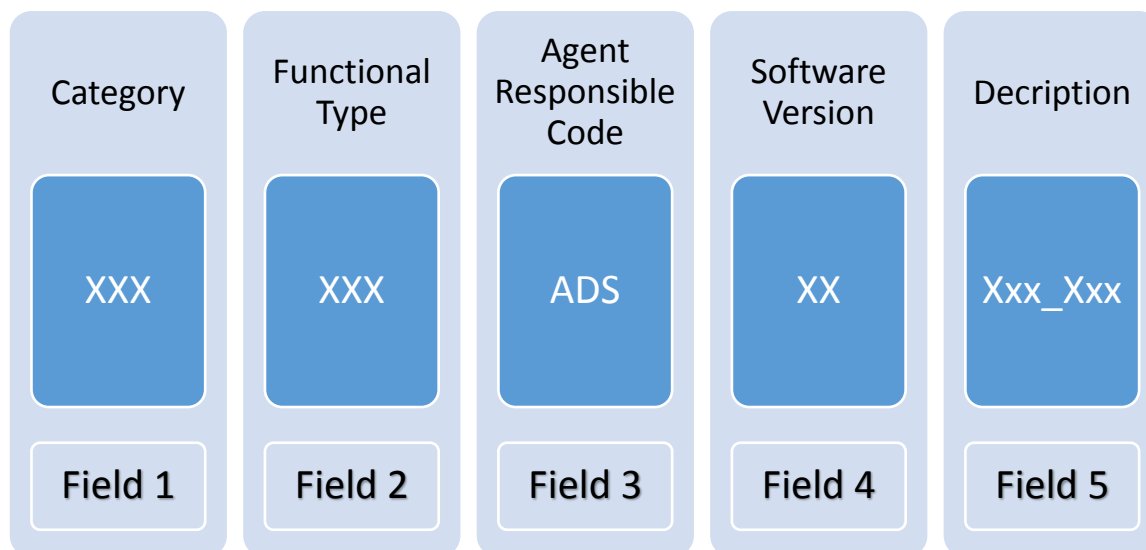 Category
XXX
Field 1
Functional
Type
XXX
Field 2
Agent
Responsible
Code
ADS
Field 3
Software
Version
XX
Field 4
Decription
Xxx_Xxx
Field 5